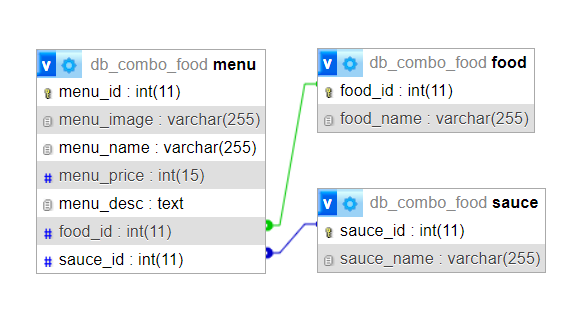 v db_combo_food menu
menu_id : int(11)
menu_image : varchar(255)
menu_name : varchar(255)
# menu_price : int(15)
menu_desc : text
# food_id : int(11)
# sauce_id : int(11)
v db_combo_food food
food_id : int(11)
food_name : varchar(255)
v db_combo_food sauce
sauce_id : int(11)
sauce_name : varchar(255)